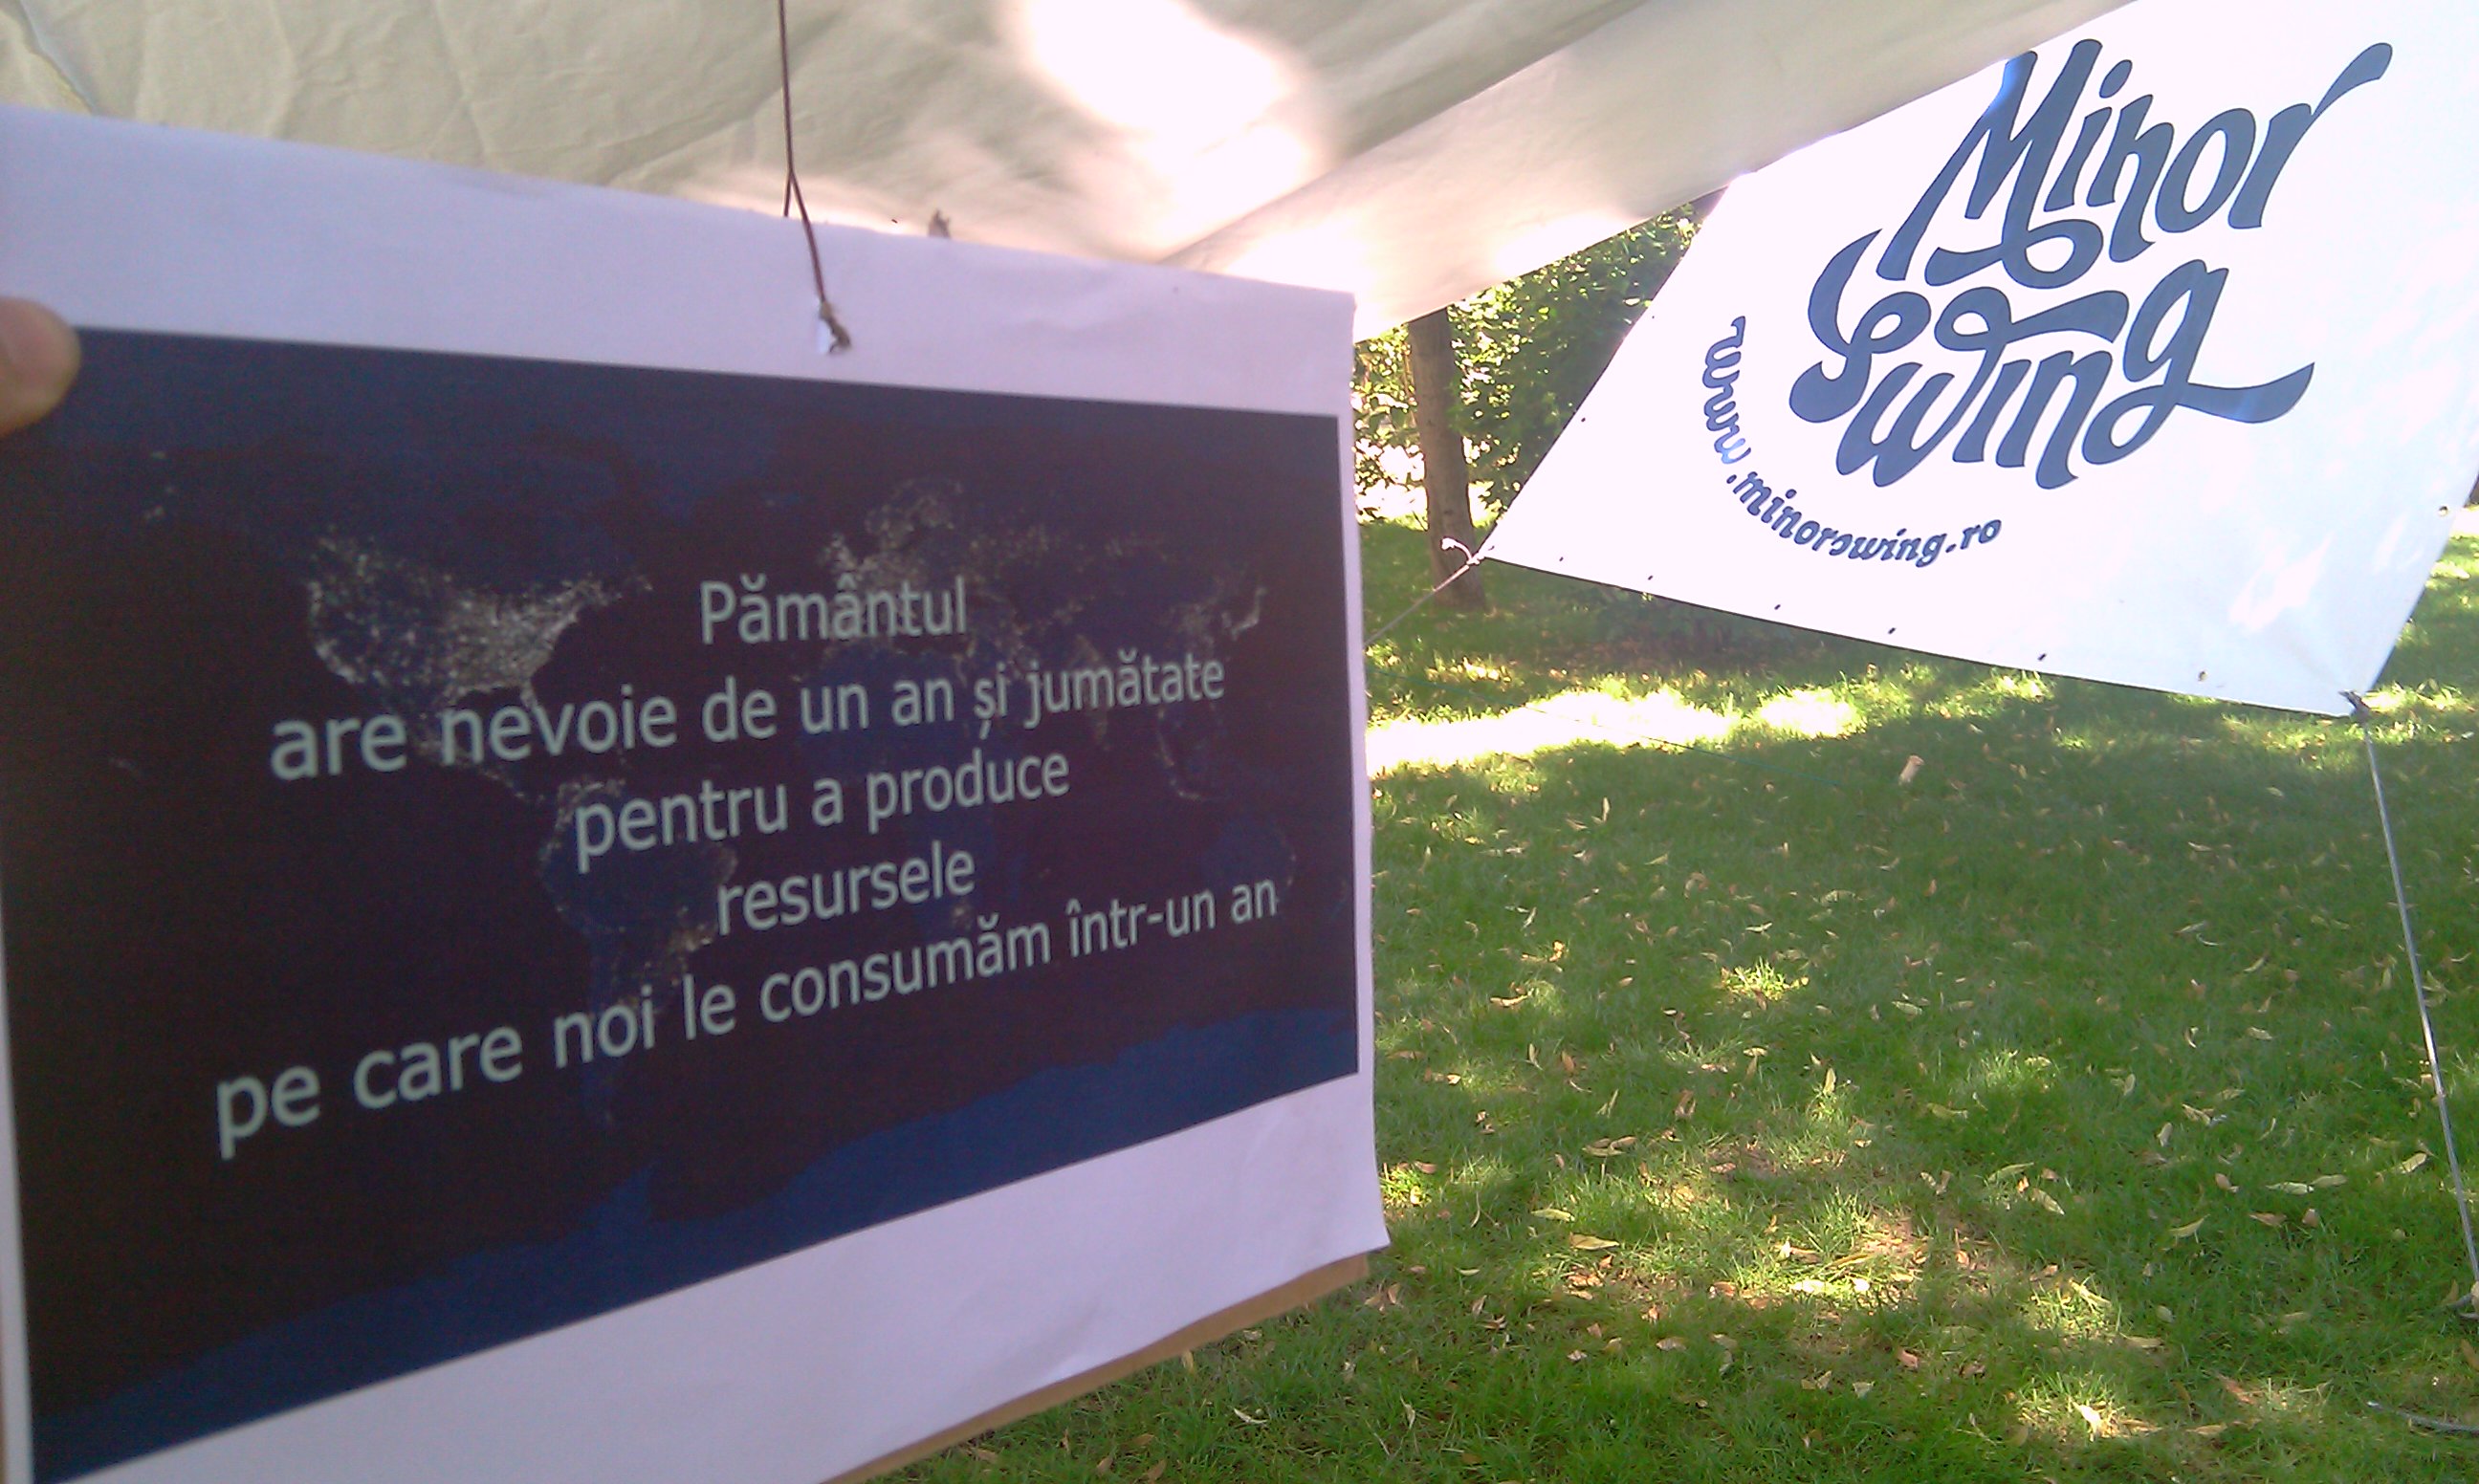 Pământul
are nevoie de un an și jumătate
pentru a produce
resursele
pe care noi le consumăm într-un an
Minor
Swing
www.minorswing.ro